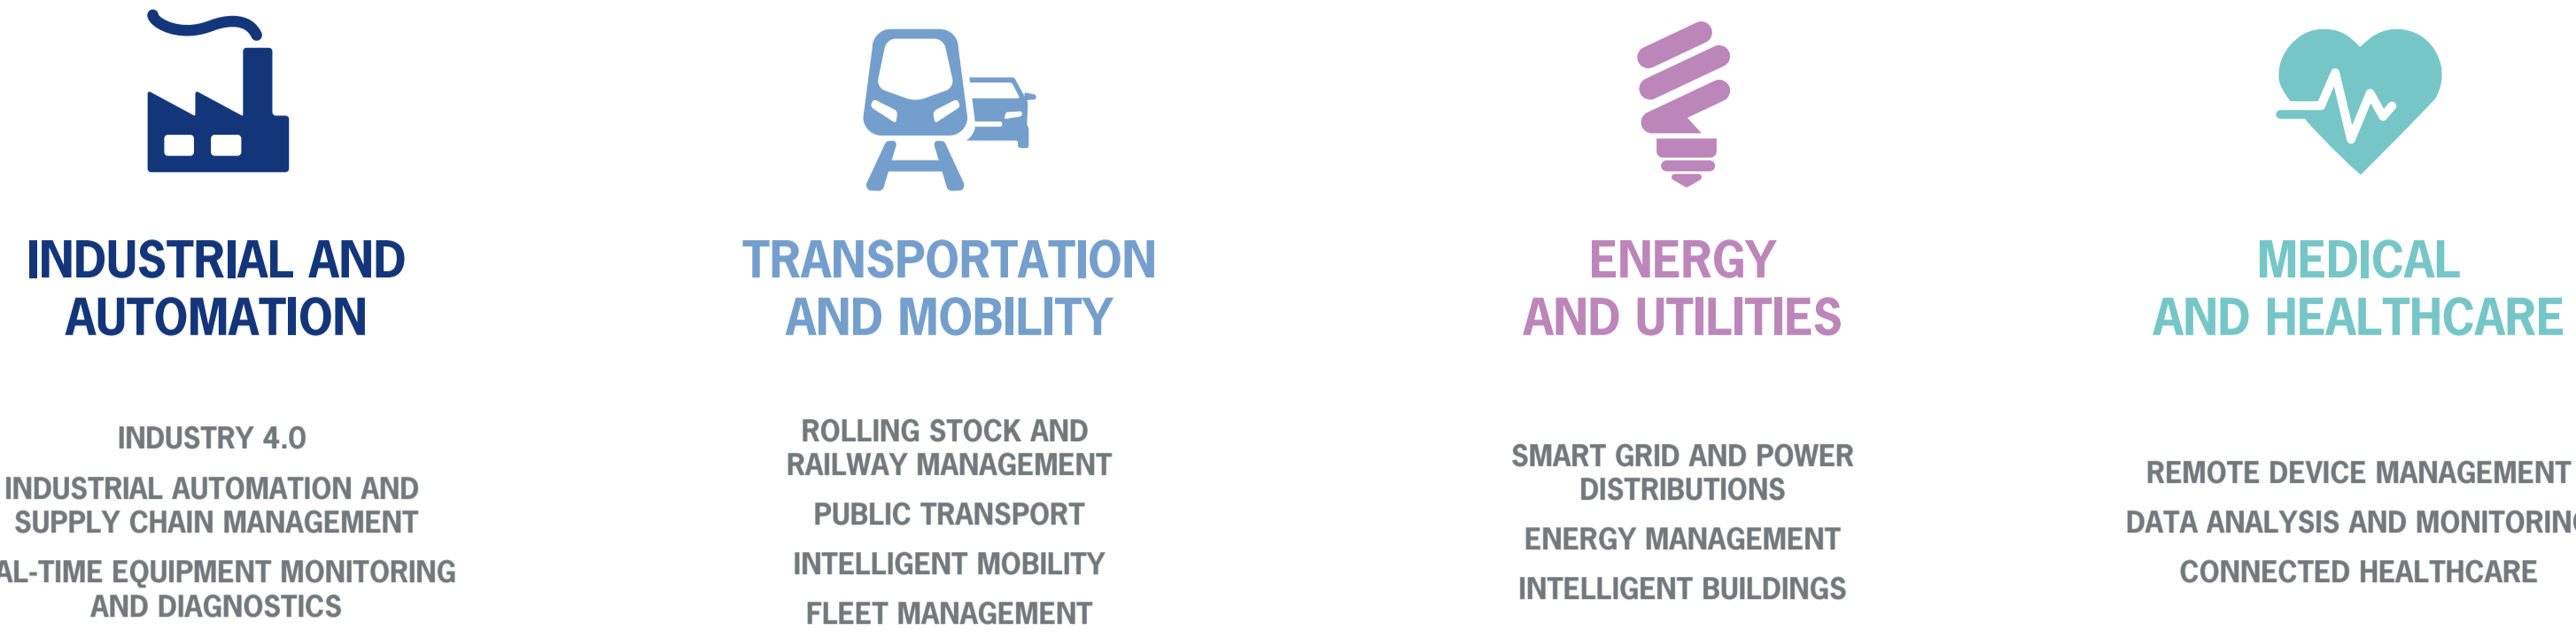 INDUSTRIAL AND
AUTOMATION
INDUSTRY 4.0
INDUSTRIAL AUTOMATION AND
SUPPLY CHAIN MANAGEMENT
AL-TIME EQUIPMENT MONITORING
AND DIAGNOSTICS
TRANSPORTATION
AND MOBILITY
ROLLING STOCK AND
RAILWAY MANAGEMENT
PUBLIC TRANSPORT
INTELLIGENT MOBILITY
FLEET MANAGEMENT
ENERGY
AND UTILITIES
SMART GRID AND POWER
DISTRIBUTIONS
ENERGY MANAGEMENT
INTELLIGENT BUILDINGS
MEDICAL
AND HEALTHCARE
REMOTE DEVICE MANAGEMENT
DATA ANALYSIS AND MONITORING
CONNECTED HEALTHCARE